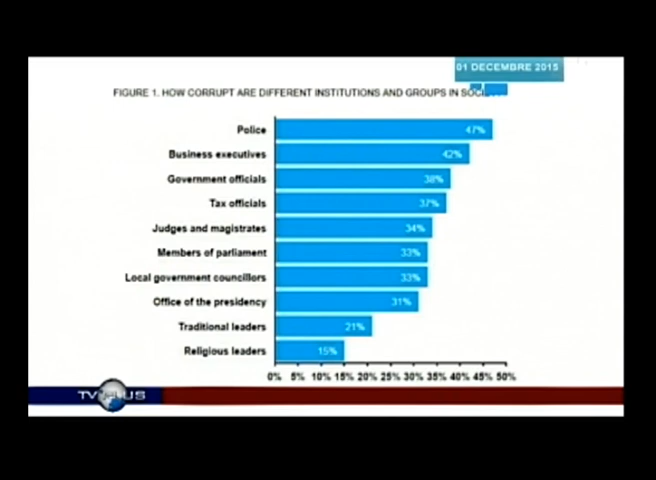 01 DECEMBRE 2015
FIGURE 1. HOW CORRUPT ARE DIFFERENT INSTITUTIONS AND GROUPS IN
Police 47%
Business executives 42%
Government officials 38%
Tax officials 37%
Judges and magistrates 34%
Members of parliament 33%
Local government councillors 33%
Office of the presidency 31%
Traditional leaders 21%
Religious leaders 15%
0% 5% 10% 15% 20% 25% 30% 35% 40% 45% 50%
TV PLUS